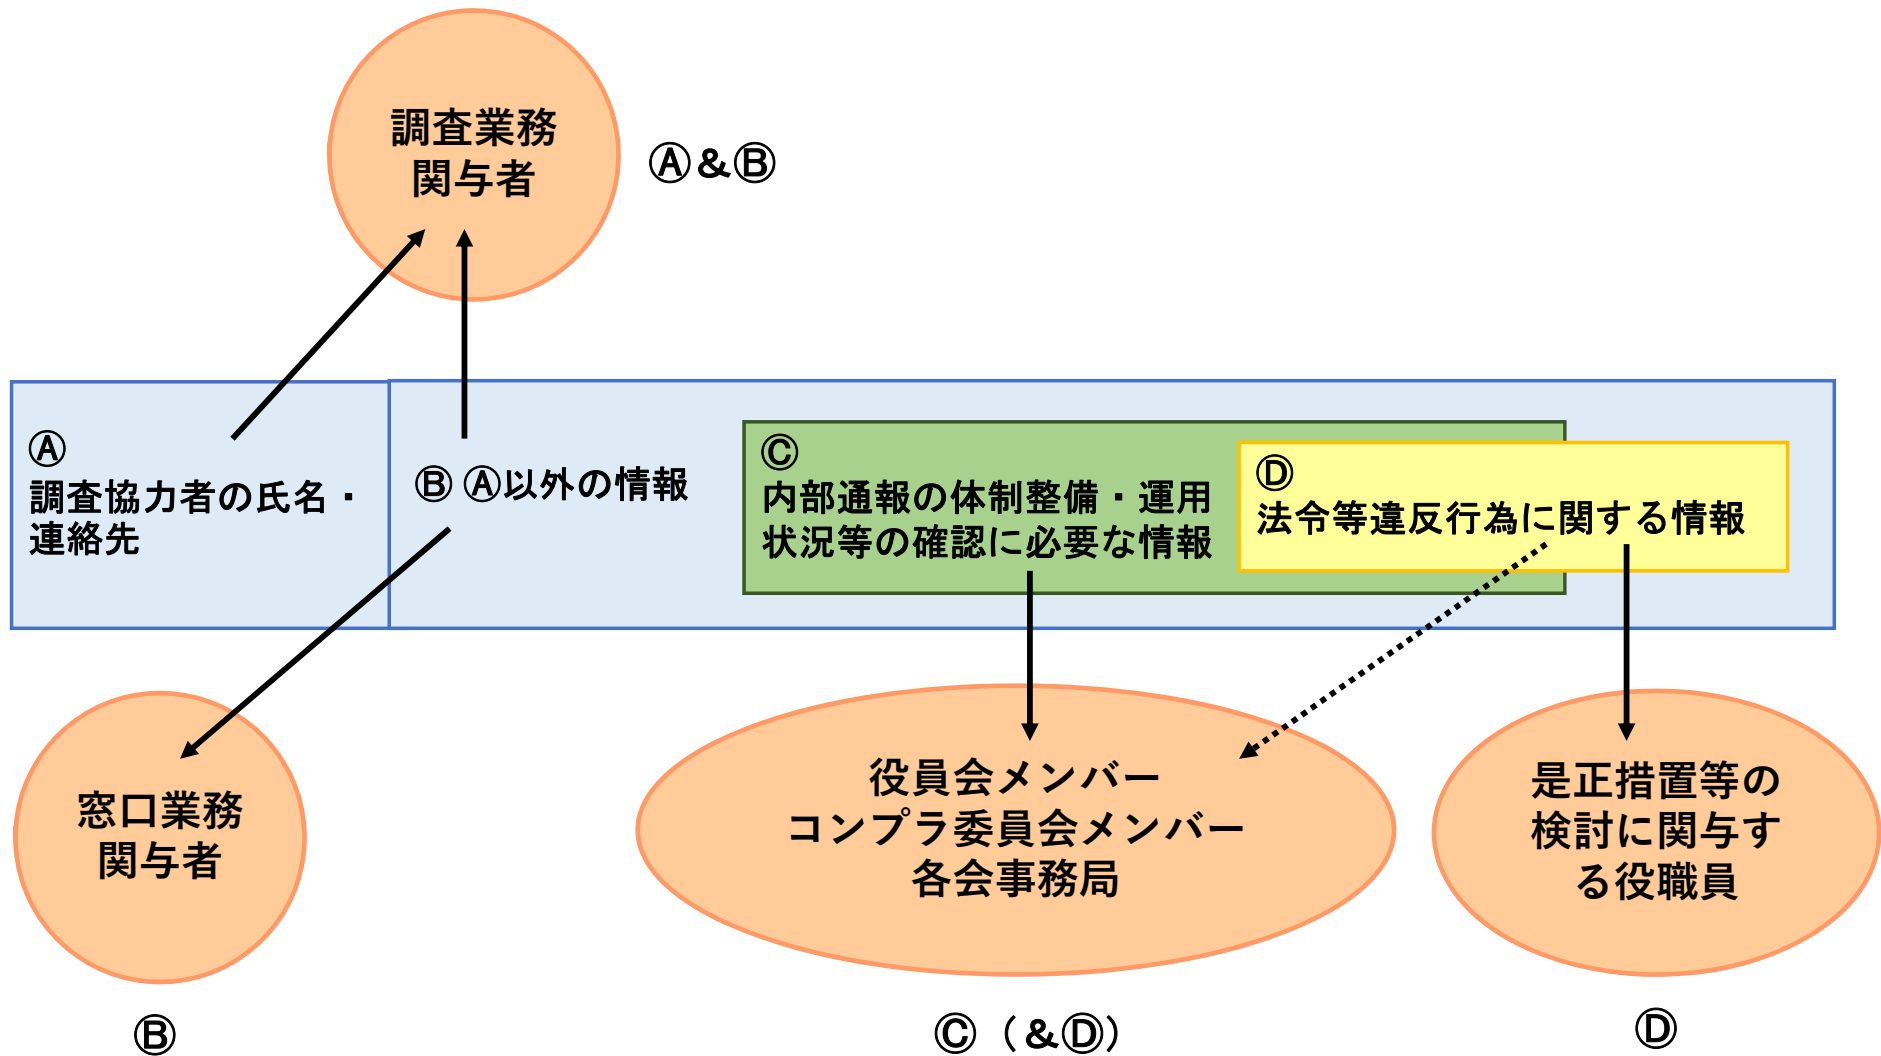 調査業務
関与者
Ⓐ&Ⓑ
Ⓐ
調査協力者の氏名・
連絡先
Ⓑ Ⓐ以外の情報
Ⓒ
内部通報の体制整備・運用
状況等の確認に必要な情報
Ⓓ
法令等違反行為に関する情報
窓口業務
関与者
Ⓑ
役員会メンバー
コンプラ委員会メンバー
各会事務局
Ⓒ（&Ⓓ）
是正措置等の
検討に関与す
る役職員
Ⓓ